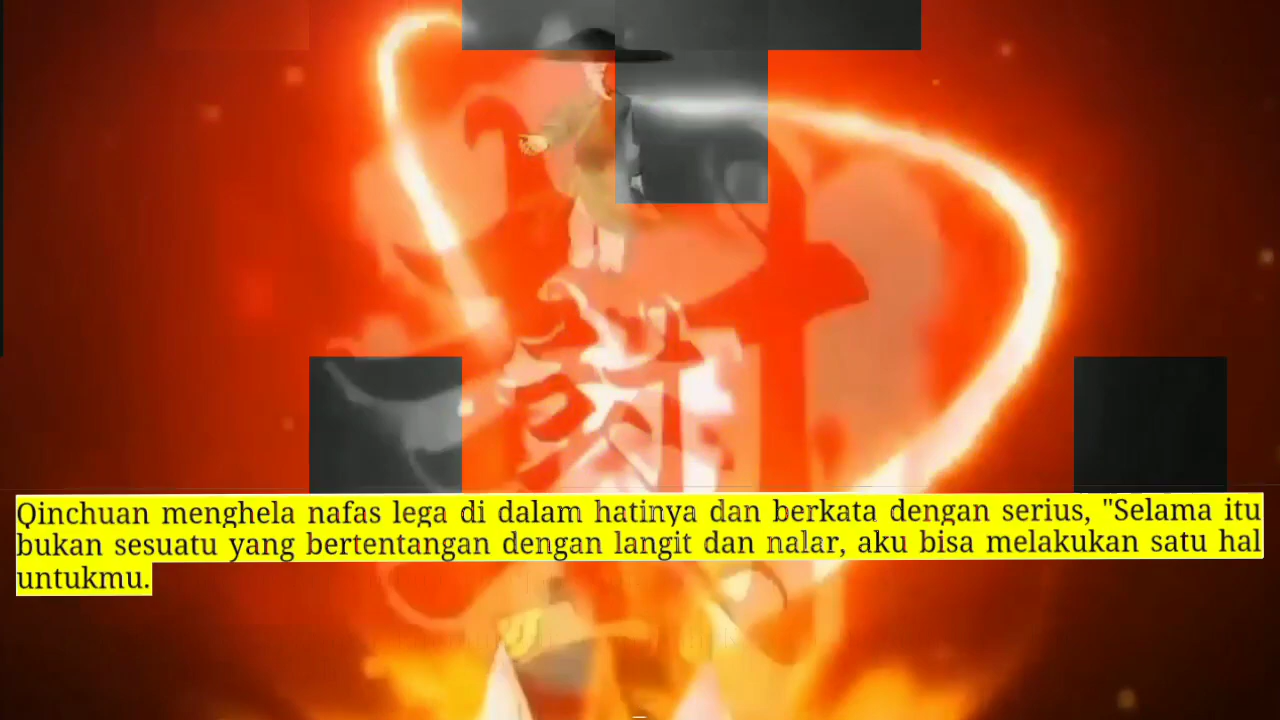 Qinchuan menghela nafas lega di dalam hatinya dan berkata dengan serius, "Selama itu
bukan sesuatu yang bertentangan dengan langit dan nalar, aku bisa melakukan satu hal
untukmu.